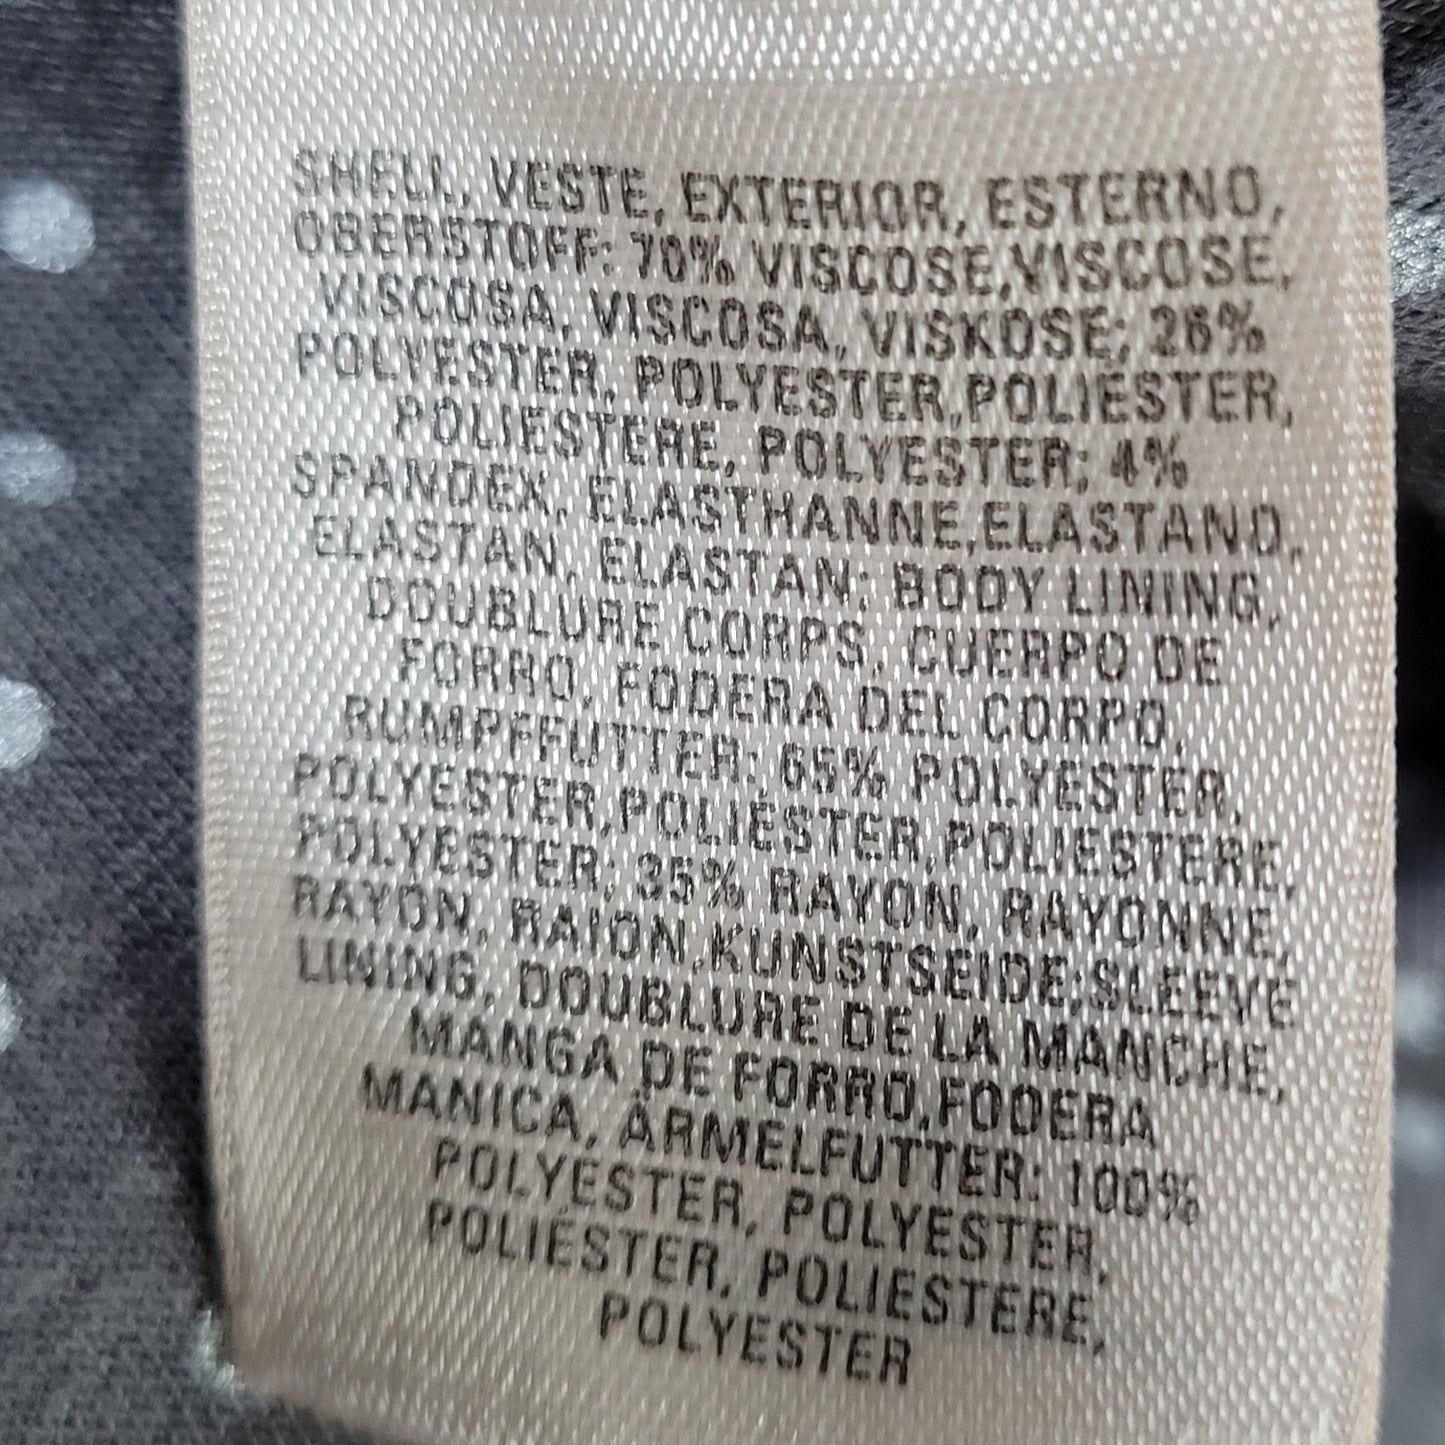 SHELL, VESTE, EXTERIOR, ESTERNO,
OBERSTOFF: 70% VISCOSE,VISCOSE,
VISCOSA, VISCOSA, VISKOSE; 26%
POLYESTER, POLYESTER,POLIESTER,
POLIESTERE, POLYESTER; 4%
SPANDEX, ELASTHANNE,ELASTANO,
ELASTAN, ELASTAN; BODY LINING,
DOUBLURE CORPS, CUERPO DE
FORRO, FODERA DEL CORPO,
RUMPFFUTTER: 65% POLYESTER,
POLYESTER,POLIÉSTER,POLIESTERE,
POLYESTER; 35% RAYON, RAYONNE,
RAYÓN, RAION,KUNSTSEIDE;SLEEVE
LINING, DOUBLURE DE LA MANCHE,
MANGA DE FORRO,FODERA
MANICA, ÄRMELFUTTER: 100%
POLYESTER, POLYESTER,
POLIÉSTER, POLIESTERE,
POLYESTER